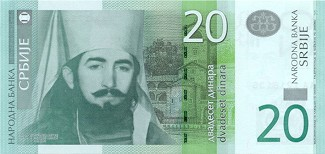 НАРОДНА БАНКА
СРБИЈЕ
20
двадесет динара
dvadeset dinara
NARODNA BANKA
SRBIJE
20